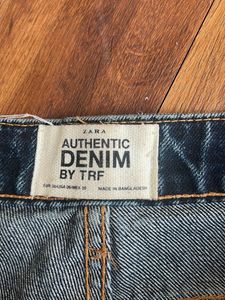 ZARA
AUTHENTIC
DENIM
BY TRF
MADE IN BANGLADESH